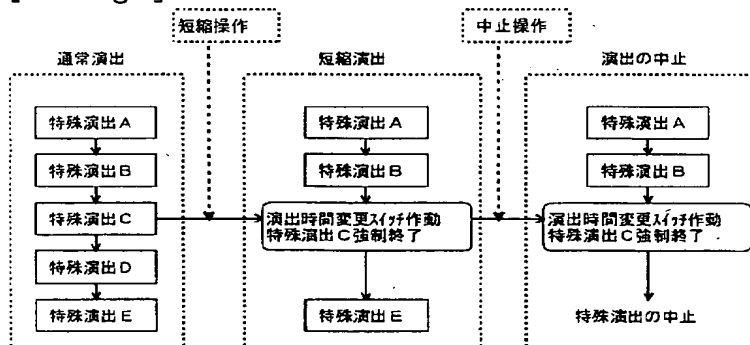 短縮操作
中止操作
通常演出
短縮演出
演出の中止
特殊演出A
特殊演出B
特殊演出C
特殊演出D
特殊演出E
特殊演出A
特殊演出B
演出時間変更スイッチ作動
特殊演出C強制終了
特殊演出E
特殊演出A
特殊演出B
演出時間変更スイッチ作動
特殊演出C強制終了
特殊演出の中止